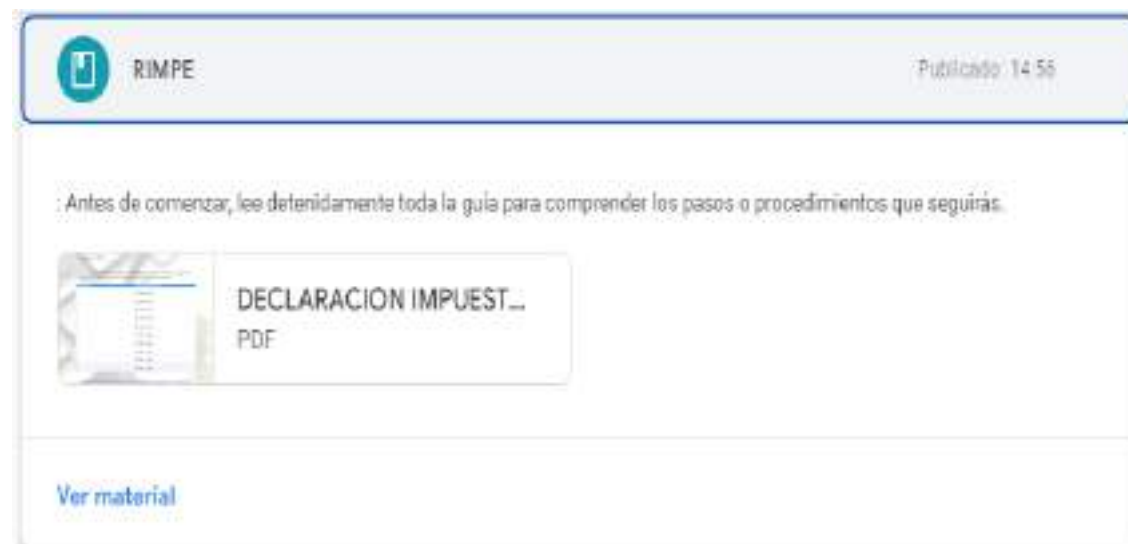 RIMPE
Publicado: 14:56
: Antes de comenzar, lee detenidamente toda la guía para comprender los pasos o procedimientos que seguirás.
DECLARACION IMPUEST...
PDF
Ver material